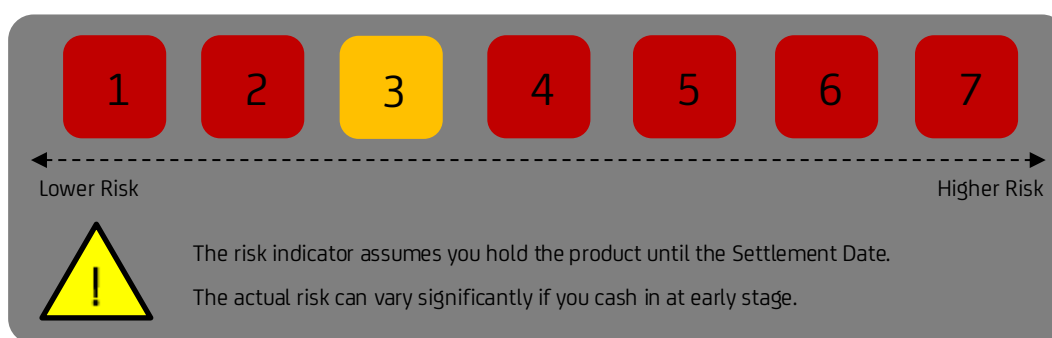 1 2 3 4 5 6 7
Lower Risk Higher Risk
!
The risk indicator assumes you hold the product until the Settlement Date.
The actual risk can vary significantly if you cash in at early stage.